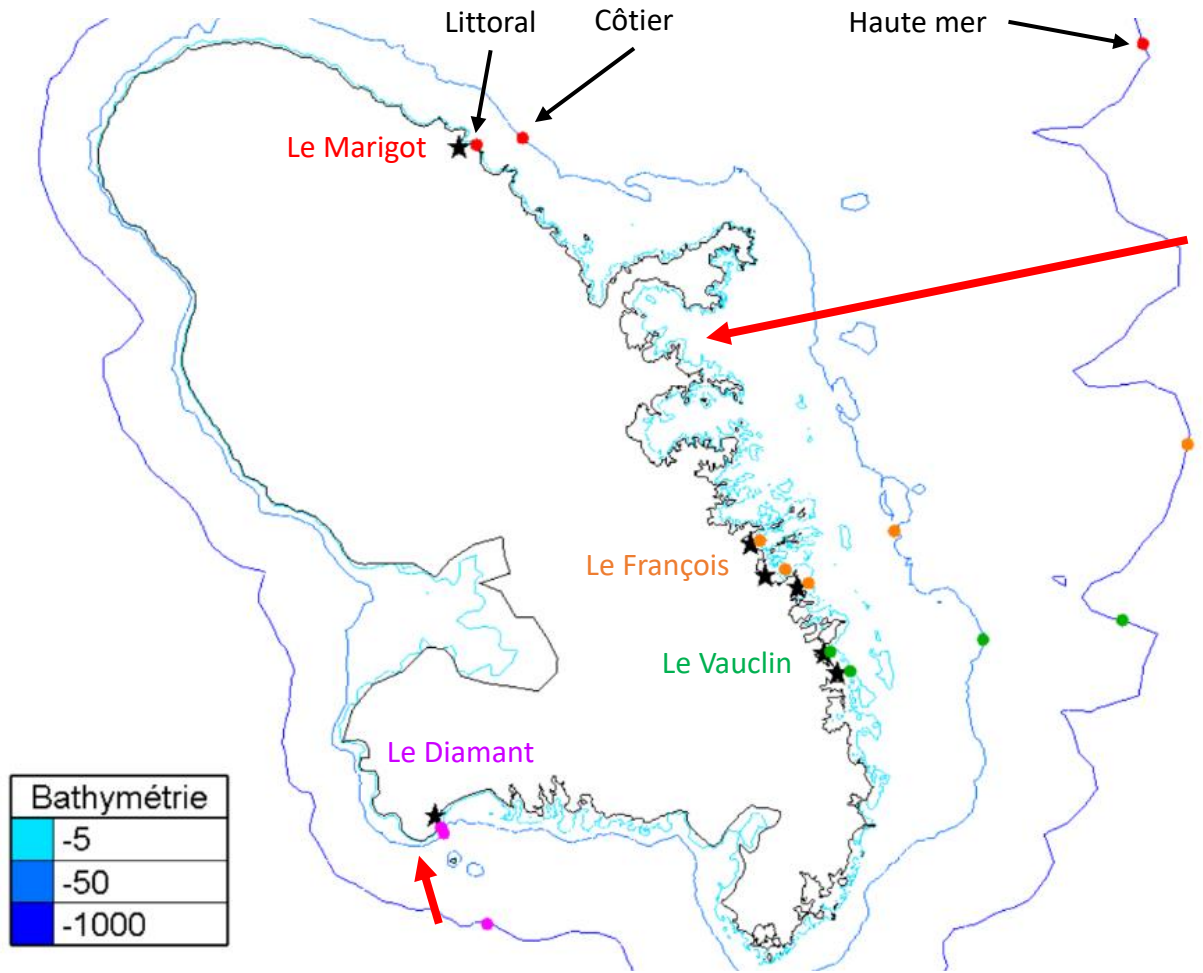 Littoral
Côtier
Haute mer
Le Marigot
Le François
Le Vauclin
Le Diamant
Bathymétrie
-5
-50
-1000